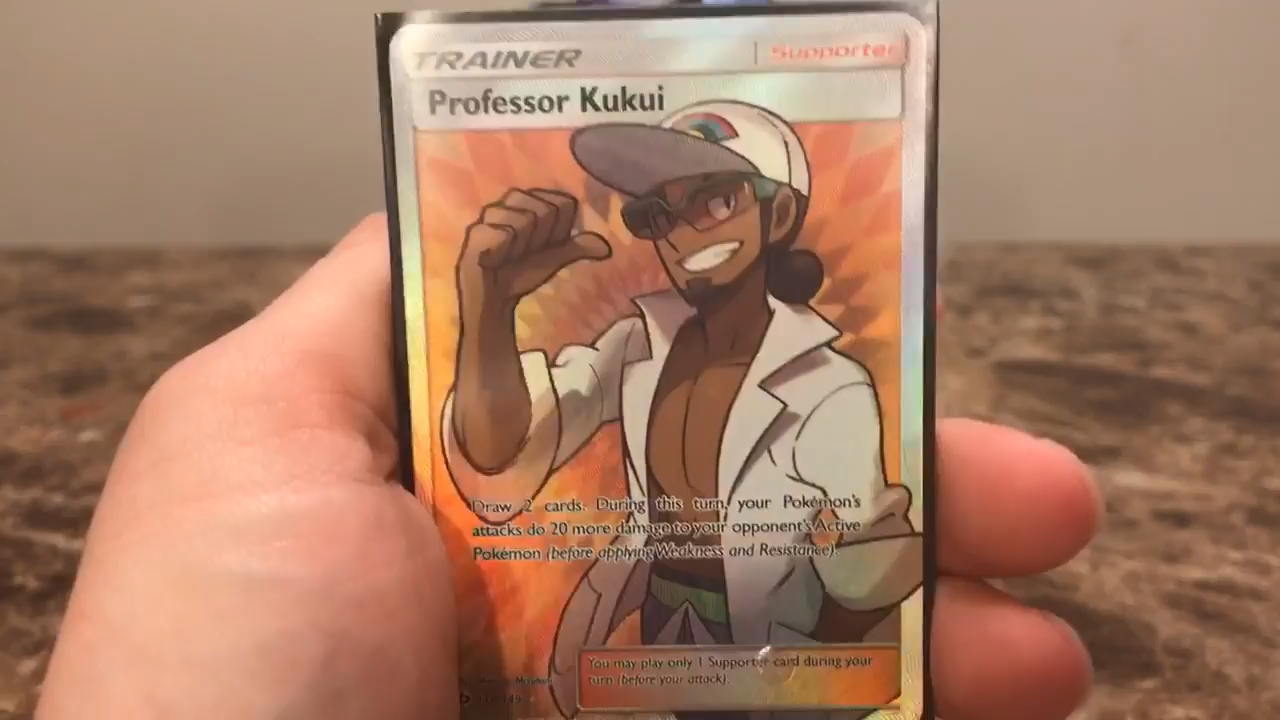 TRAINER
Supporter
Professor Kukui
Draw 2 cards. During this turn, your Pokémon's
attacks do 20 more damage to your opponent's Active
Pokémon (before applying Weakness and Resistance).
You may play only 1 Supporter card during your
turn (before your attack).